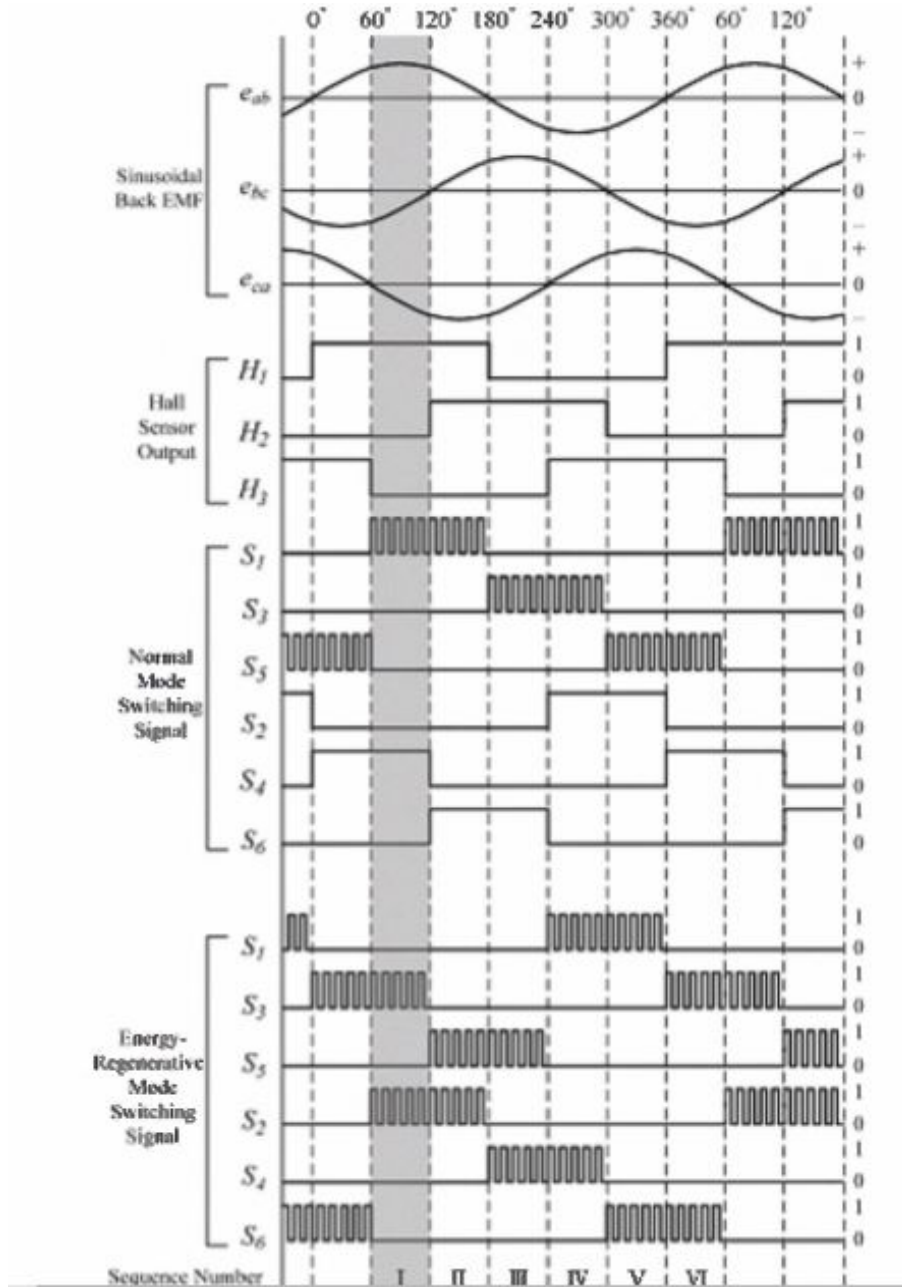 0° 60° 120° 180° 240° 300° 360° 60° 120°
e_ab + 0 −
Sinusoidal
Back EMF
e_bc + 0 −
e_ca + 0 −
Hall
Sensor
Output
H_1 1 0
H_2 1 0
H_3 1 0
Normal
Mode
Switching
Signal
S_1 1 0
S_3 1 0
S_5 1 0
S_2 1 0
S_4 1 0
S_6 1 0
Energy-
Regenerative
Mode
Switching
Signal
S_1 1 0
S_3 1 0
S_5 1 0
S_2 1 0
S_4 1 0
S_6 1 0
Sequence Number I II III IV V VI